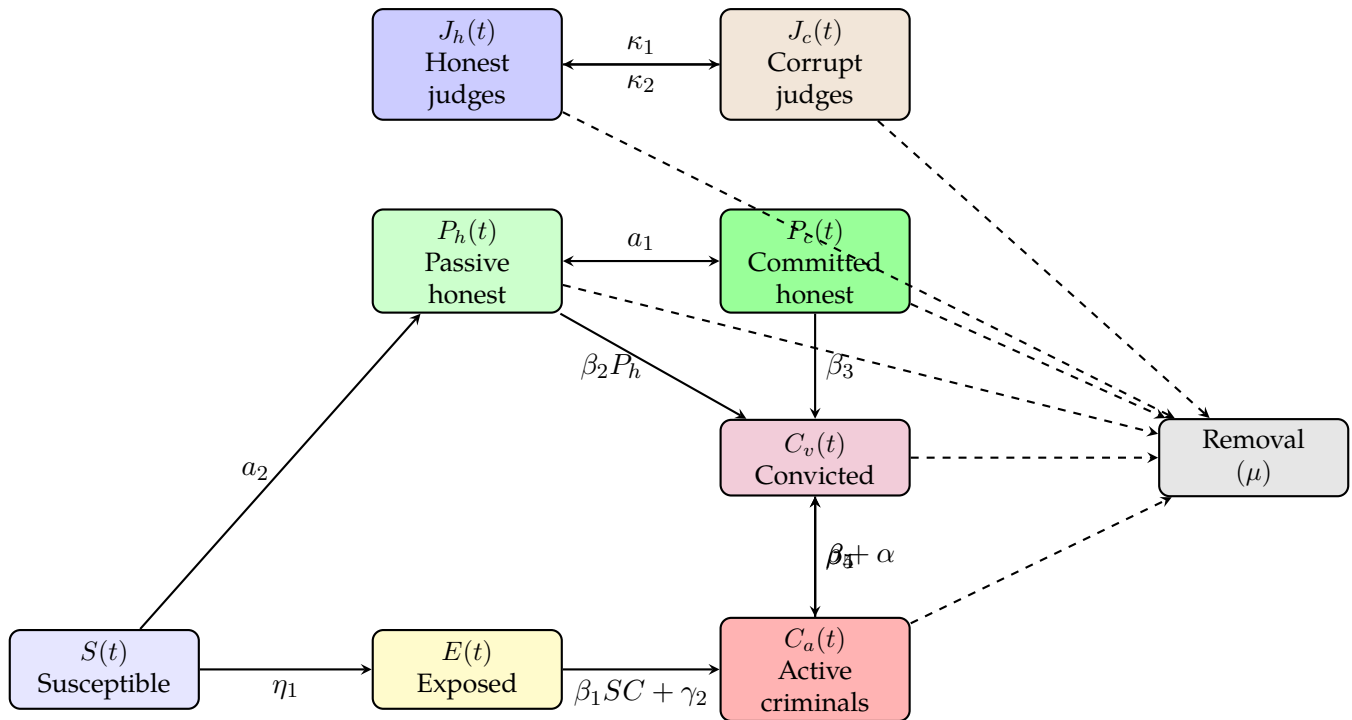 J_h(t)
Honest
judges
κ_1
κ_2
J_c(t)
Corrupt
judges
P_h(t)
Passive
honest
a_1
P_c(t)
Committed
honest
β_2P_h
β_3
C_v(t)
Convicted
Removal
(μ)
a_2
+ α
S(t)
Susceptible
η_1
E(t)
Exposed
β_1SC + γ_2
C_a(t)
Active
criminals